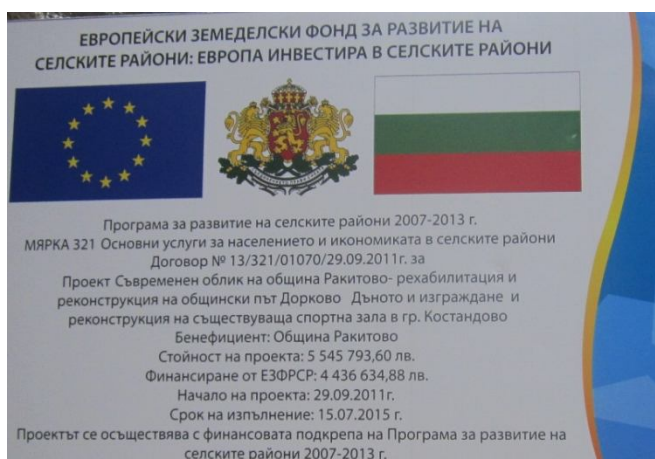 ЕВРОПЕЙСКИ ЗЕМЕДЕЛСКИ ФОНД ЗА РАЗВИТИЕ НА
СЕЛСКИТЕ РАЙОНИ: ЕВРОПА ИНВЕСТИРА В СЕЛСКИТЕ РАЙОНИ
Програма за развитие на селските райони 2007-2013 г.
МЯРКА 321 Основни услуги за населението и икономиката в селските райони
Договор № 13/321/01070/29.09.2011г. за
Проект Съвременен облик на община Ракитово- рехабилитация и
реконструкция на общински път Дорково Дъното и изграждане и
реконструкция на съществуваща спортна зала в гр. Костандово
Бенефициент: Община Ракитово
Стойност на проекта: 5 545 793,60 лв.
Финансиране от ЕЗФРСР: 4 436 634,88 лв.
Начало на проекта: 29.09.2011г.
Срок на изпълнение: 15.07.2015 г.
Проектът се осъществява с финансовата подкрепа на Програма за развитие на
селските райони 2007-2013 г.